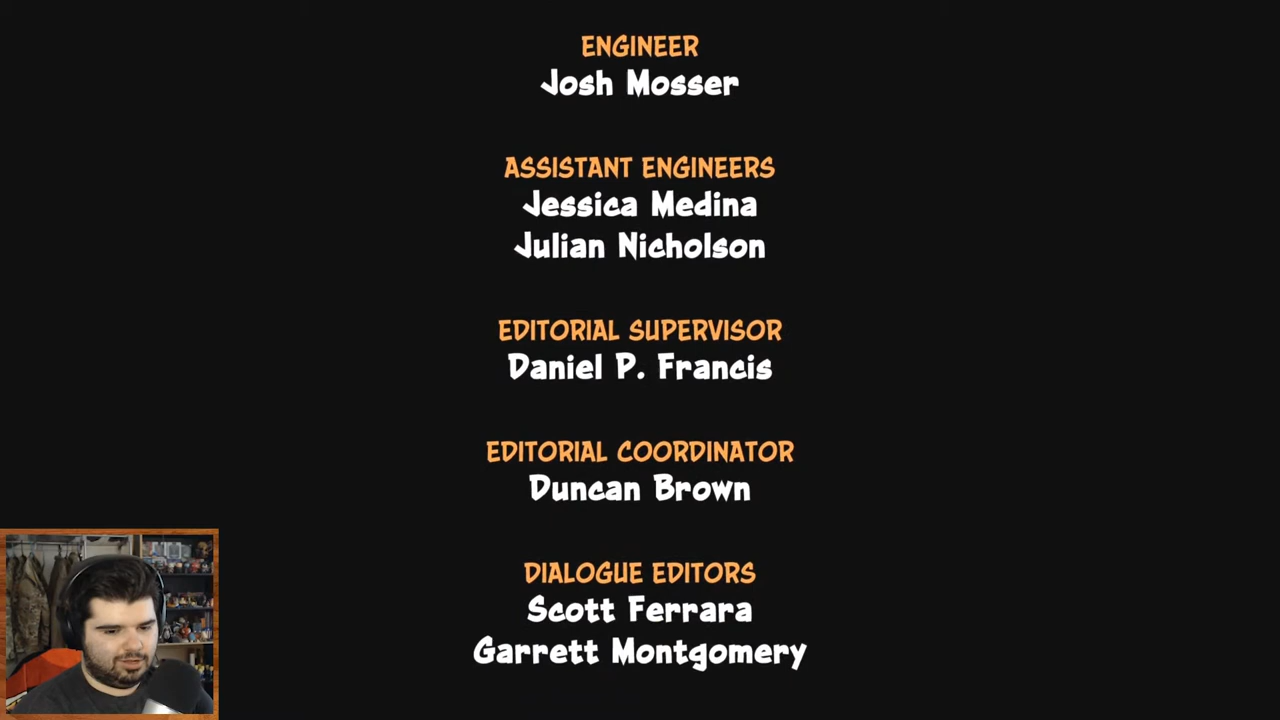 ENGINEER
Josh Mosser
ASSISTANT ENGINEERS
Jessica Medina
Julian Nicholson
EDITORIAL SUPERVISOR
Daniel P. Francis
EDITORIAL COORDINATOR
Duncan Brown
DIALOGUE EDITORS
Scott Ferrara
Garrett Montgomery